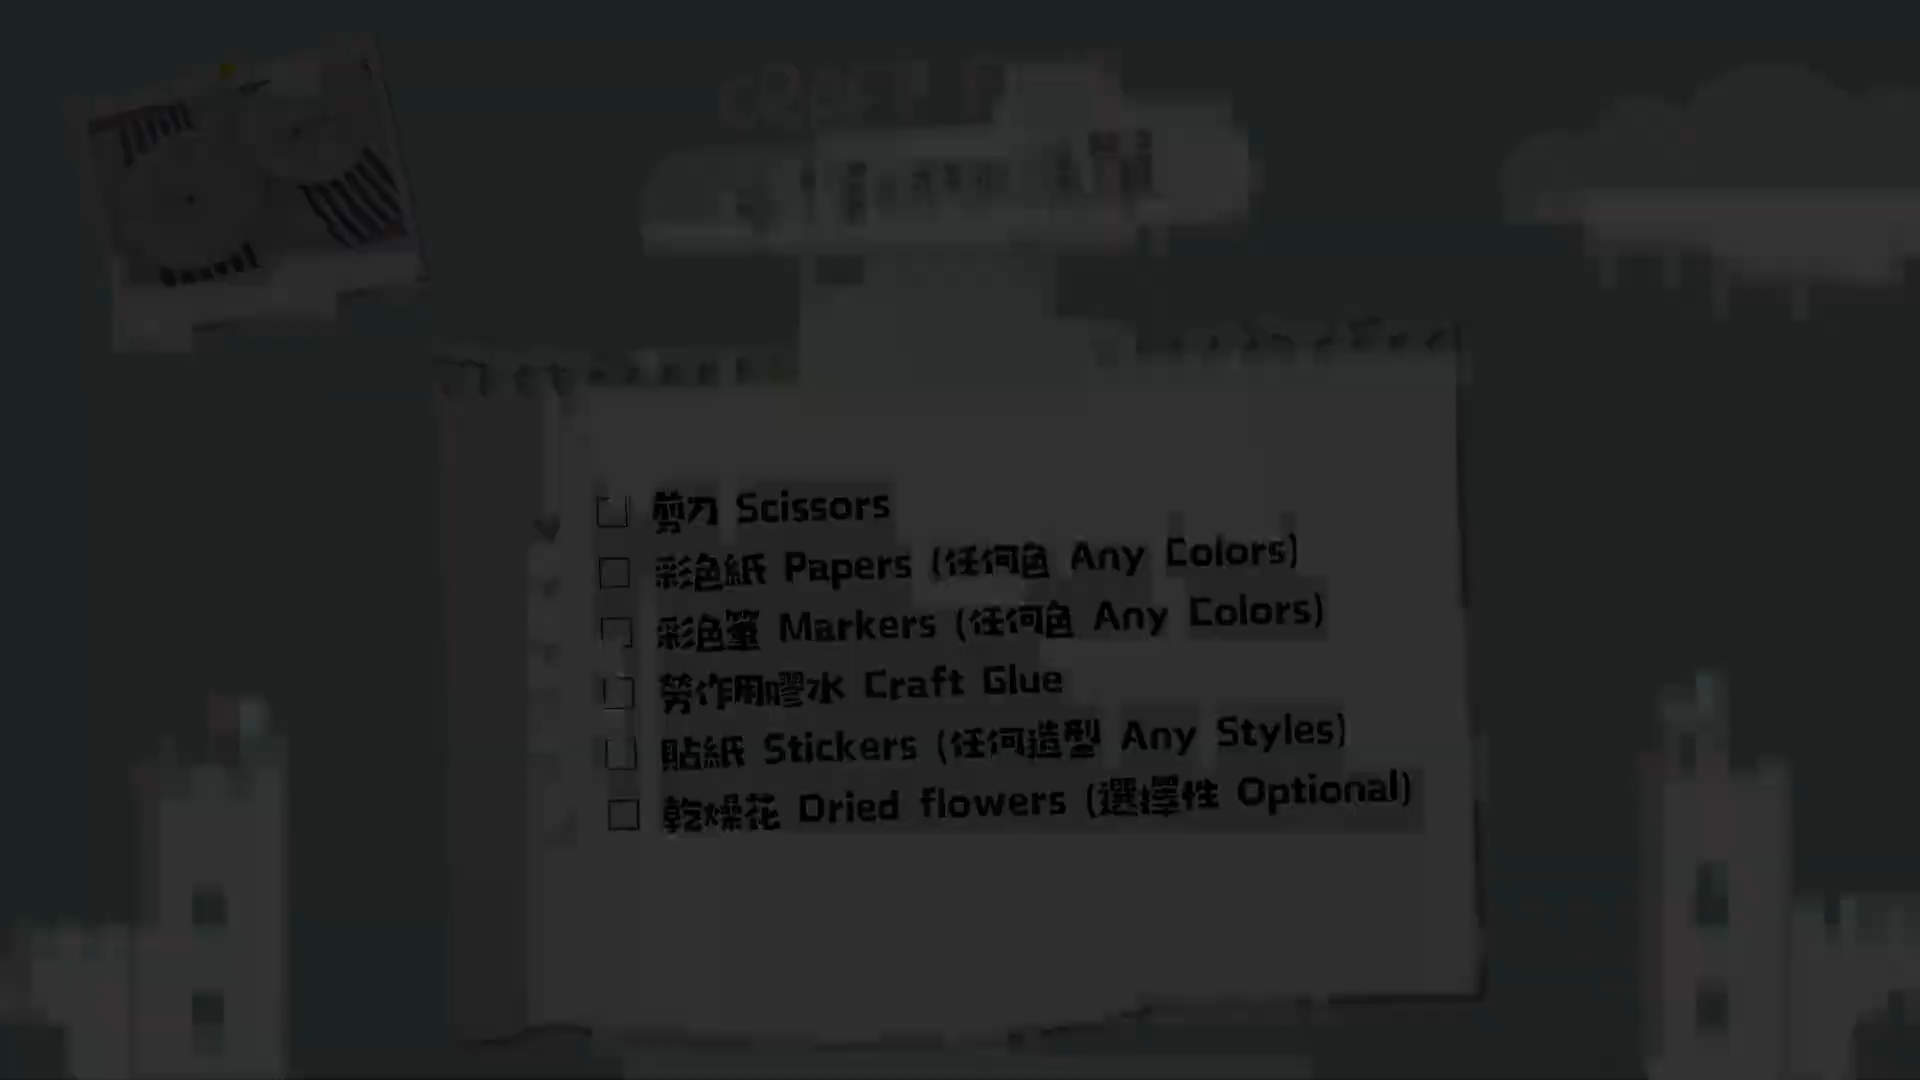 剪刀 Scissors
彩色紙 Papers (任何色 Any Colors)
彩色筆 Markers (任何色 Any Colors)
勞作用膠水 Craft Glue
貼紙 Stickers (任何造型 Any Styles)
乾燥花 Dried flowers (選擇性 Optional)